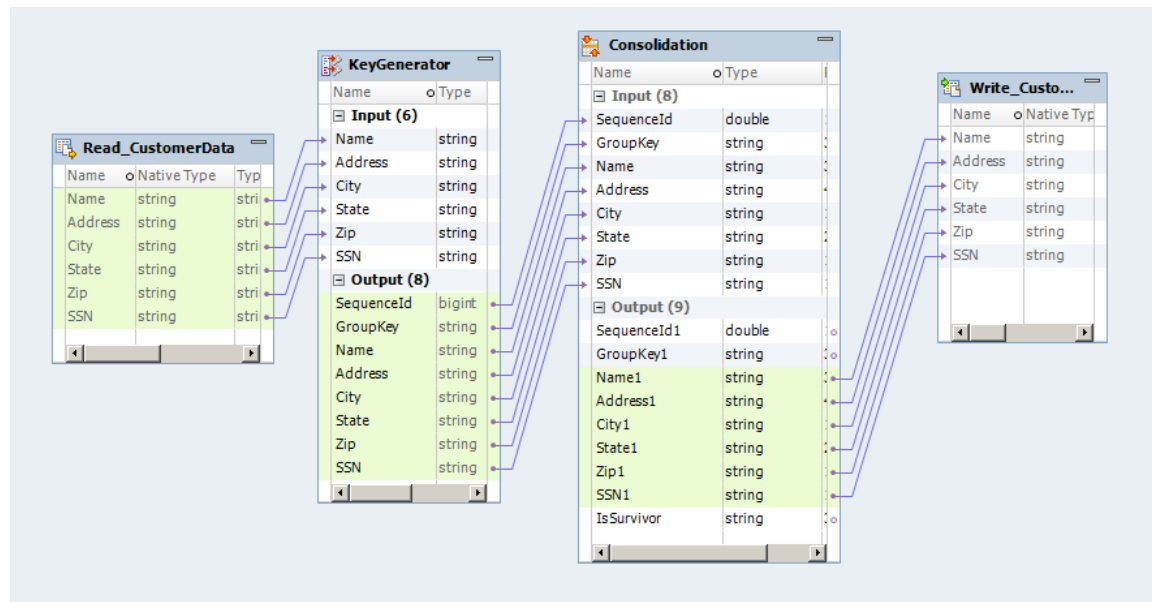 Read_CustomerData
Name Native Type Typ
Name string stri
Address string stri
City string stri
State string stri
Zip string stri
SSN string stri
KeyGenerator
Name Type
Input (6)
Name string
Address string
City string
State string
Zip string
SSN string
Output (8)
SequenceId bigint
GroupKey string
Name string
Address string
City string
State string
Zip string
SSN string
Consolidation
Name Type
Input (8)
SequenceId double
GroupKey string
Name string
Address string
City string
State string
Zip string
SSN string
Output (9)
SequenceId1 double
GroupKey1 string
Name1 string
Address1 string
City1 string
State1 string
Zip1 string
SSN1 string
IsSurvivor string
Write_Custo...
Name Native Typ
Name string
Address string
City string
State string
Zip string
SSN string